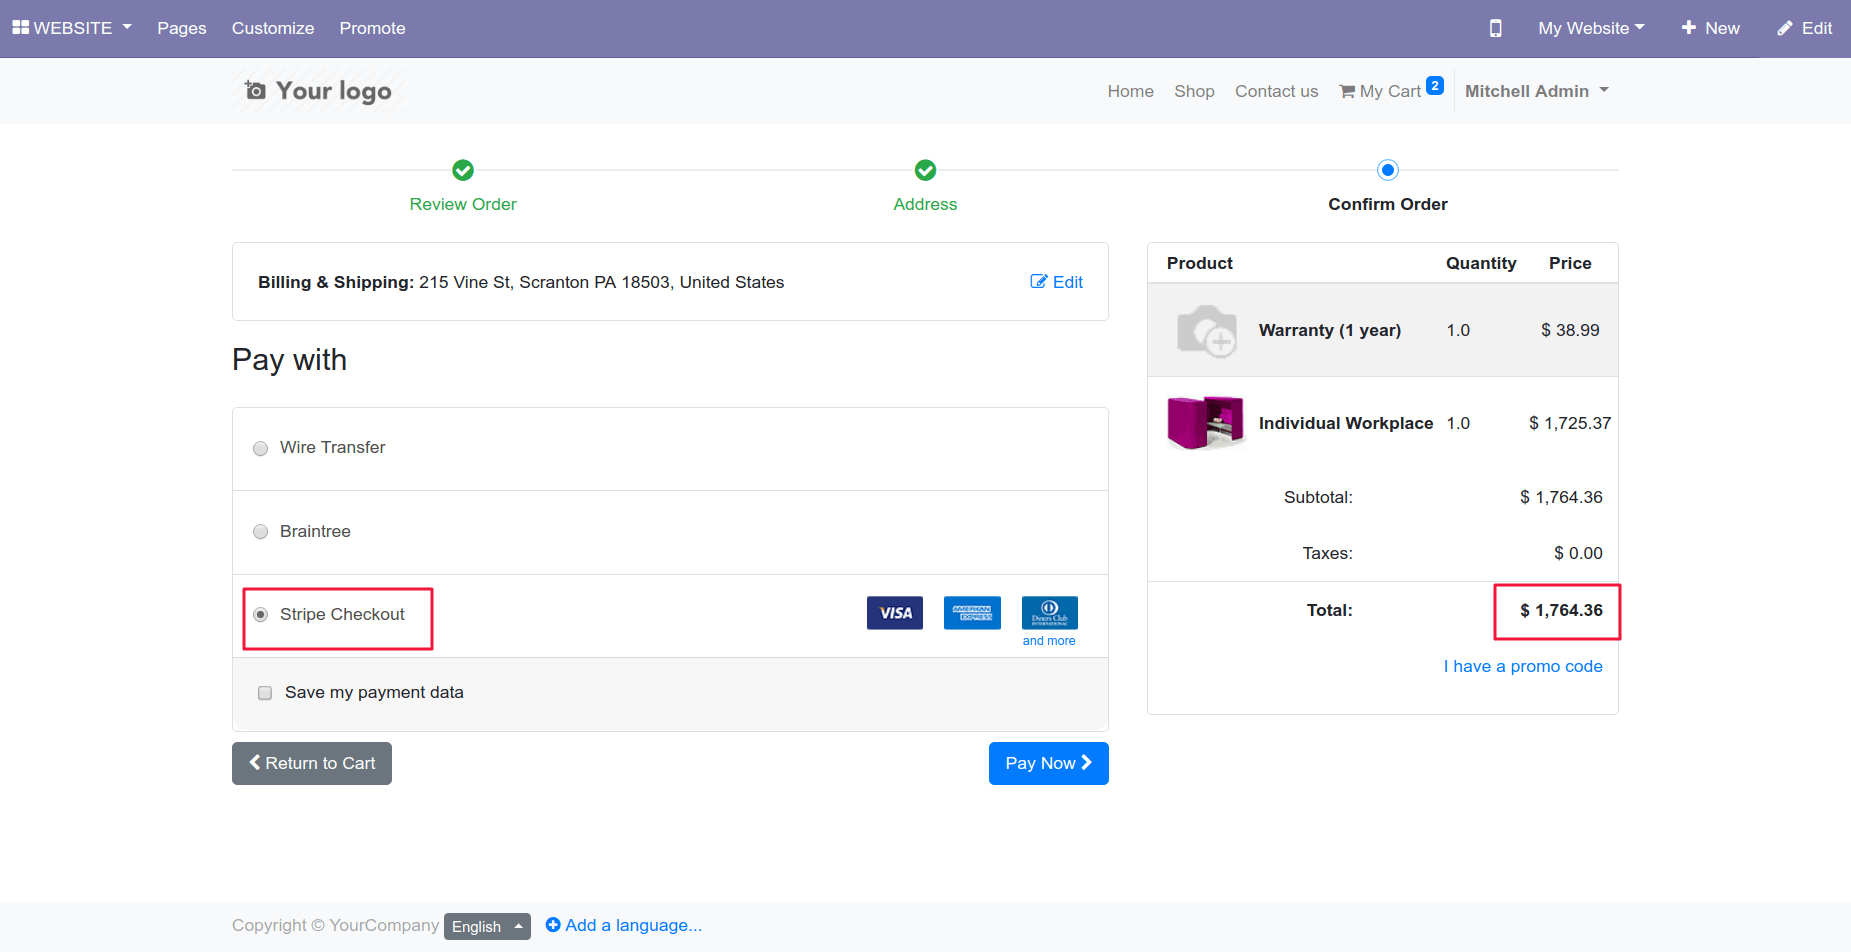 WEBSITE Pages Customize Promote My Website New Edit
Your logo Home Shop Contact us My Cart 2 Mitchell Admin
Review Order Address Confirm Order
Billing & Shipping: 215 Vine St, Scranton PA 18503, United States Edit
Pay with
Wire Transfer
Braintree
Stripe Checkout VISA AMERICAN EXPRESS Diners Club INTERNATIONAL
and more
Save my payment data
Return to Cart Pay Now
Product Quantity Price
Warranty (1 year) 1.0 $ 38.99
Individual Workplace 1.0 $ 1,725.37
Subtotal: $ 1,764.36
Taxes: $ 0.00
Total: $ 1,764.36
I have a promo code
Copyright © YourCompany English Add a language...